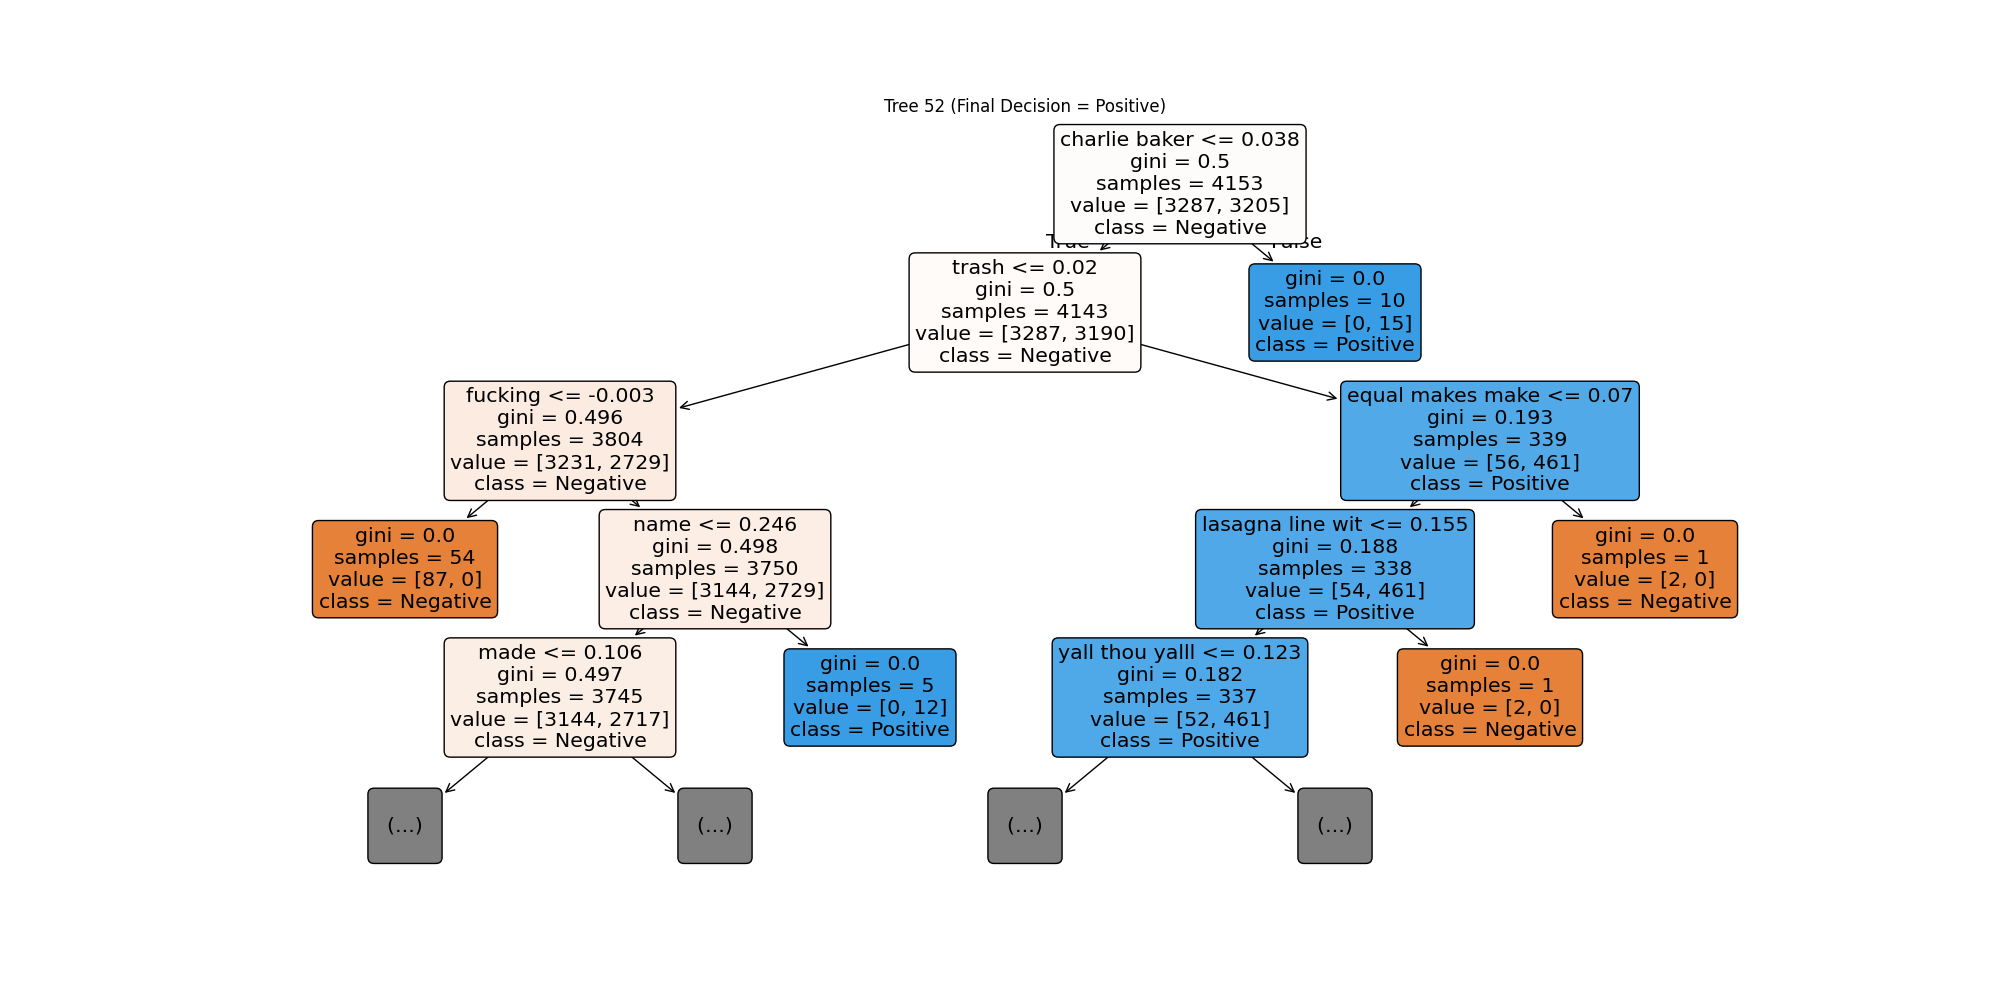 Tree 52 (Final Decision = Positive)
charlie baker <= 0.038
gini = 0.5
samples = 4153
value = [3287, 3205]
class = Negative
True
False
trash <= 0.02
gini = 0.5
samples = 4143
value = [3287, 3190]
class = Negative
gini = 0.0
samples = 10
value = [0, 15]
class = Positive
fucking <= -0.003
gini = 0.496
samples = 3804
value = [3231, 2729]
class = Negative
equal makes make <= 0.07
gini = 0.193
samples = 339
value = [56, 461]
class = Positive
gini = 0.0
samples = 54
value = [87, 0]
class = Negative
name <= 0.246
gini = 0.498
samples = 3750
value = [3144, 2729]
class = Negative
lasagna line wit <= 0.155
gini = 0.188
samples = 338
value = [54, 461]
class = Positive
gini = 0.0
samples = 1
value = [2, 0]
class = Negative
made <= 0.106
gini = 0.497
samples = 3745
value = [3144, 2717]
class = Negative
gini = 0.0
samples = 5
value = [0, 12]
class = Positive
yall thou yalll <= 0.123
gini = 0.182
samples = 337
value = [52, 461]
class = Positive
gini = 0.0
samples = 1
value = [2, 0]
class = Negative
(...)
(...)
(...)
(...)